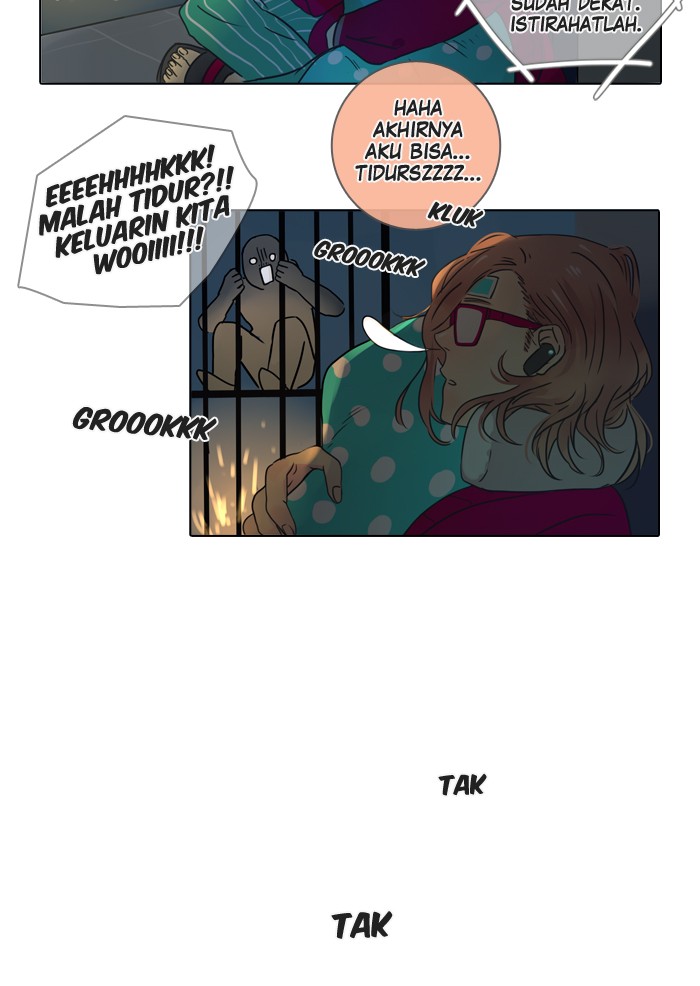 SUDAH DEKAT.
ISTIRAHATLAH.
HAHA
AKHIRNYA
AKU BISA...
TIDURSZZZZ...
EEEEHHHHKKK!
MALAH TIDUR?!!
KELUARIN KITA
WOOIIII!!!
KLUK
GROOOKKK
GROOOKKK
TAK
TAK